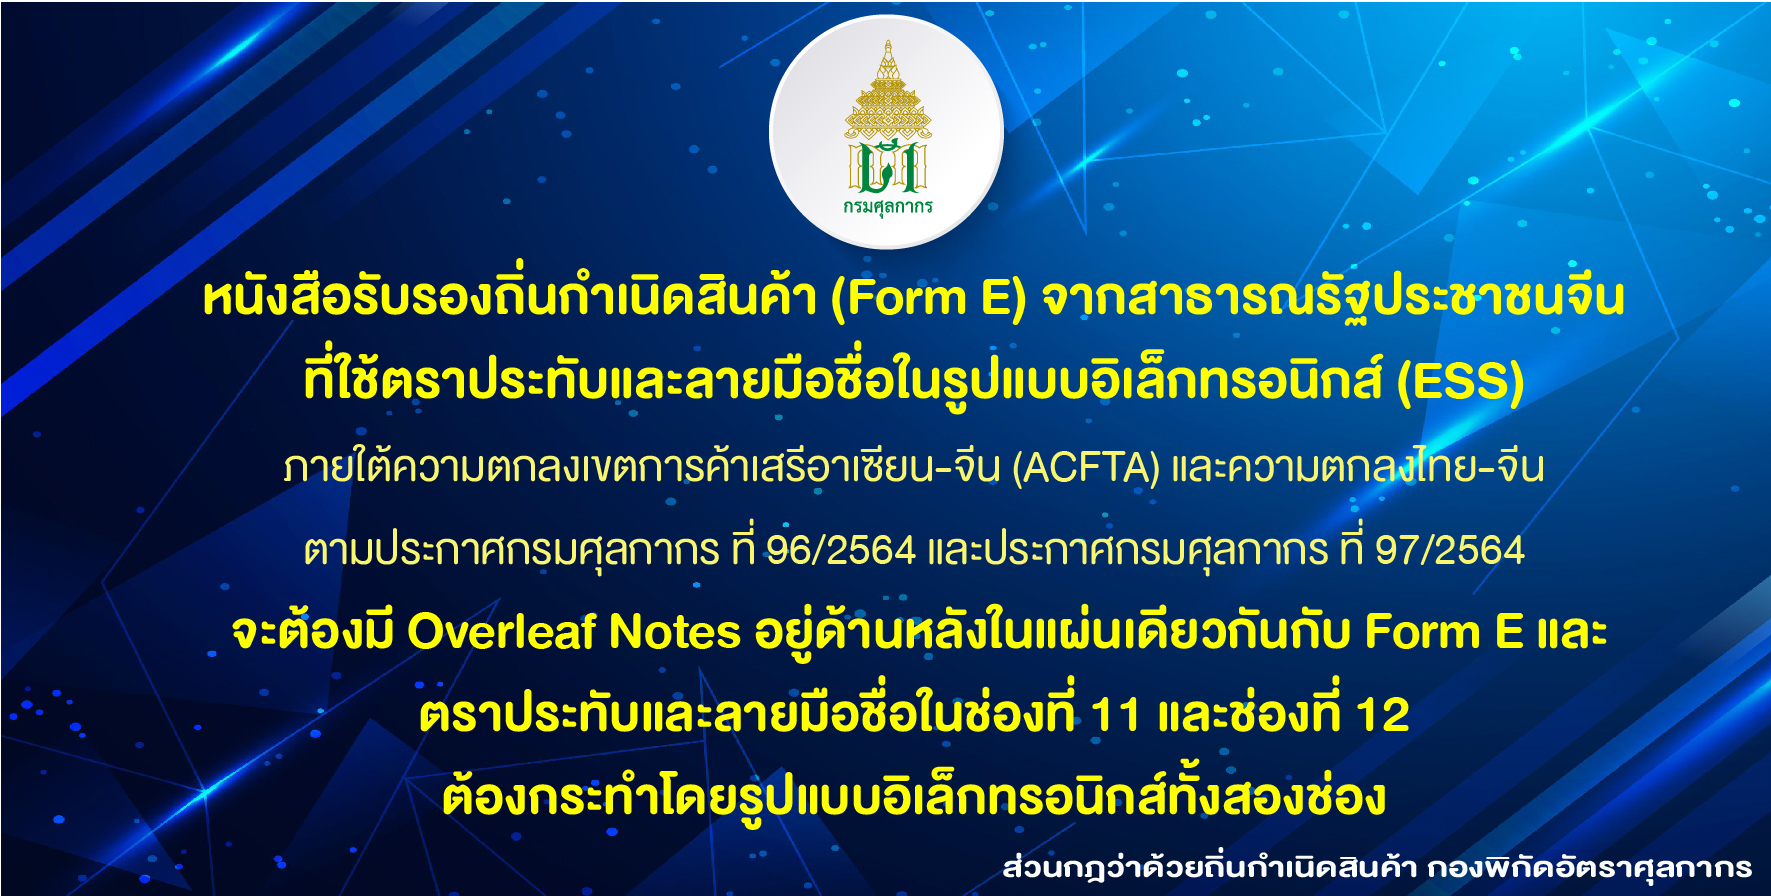 กรมศุลกากร
หนังสือรับรองถิ่นกำเนิดสินค้า (Form E) จากสาธารณรัฐประชาชนจีน
ที่ใช้ตราประทับและลายมือชื่อในรูปแบบอิเล็กทรอนิกส์ (ESS)
ภายใต้ความตกลงเขตการค้าเสรีอาเซียน-จีน (ACFTA) และความตกลงไทย-จีน
ตามประกาศกรมศุลกากร ที่ 96/2564 และประกาศกรมศุลกากร ที่ 97/2564
จะต้องมี Overleaf Notes อยู่ด้านหลังในแผ่นเดียวกันกับ Form E และ
ตราประทับและลายมือชื่อในช่องที่ 11 และช่องที่ 12
ต้องกระทำโดยรูปแบบอิเล็กทรอนิกส์ทั้งสองช่อง
ส่วนกฎว่าด้วยถิ่นกำเนิดสินค้า กองพิกัดอัตราศุลกากร